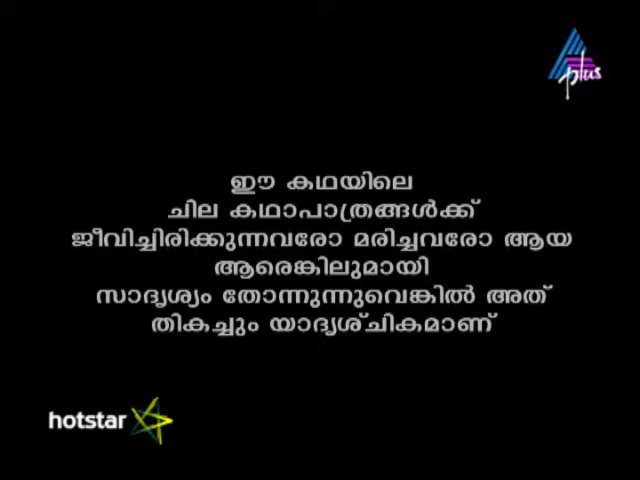 plus
ഈ കഥയിലെ
ചില കഥാപാത്രങ്ങൾക്ക്
ജീവിച്ചിരിക്കുന്നവരോ മരിച്ചവരോ ആയ
ആരെങ്കിലുമായി
സാദൃശ്യം തോന്നുന്നുവെങ്കിൽ അത്
തികച്ചും യാദൃശ്ചികമാണ്
hotstar